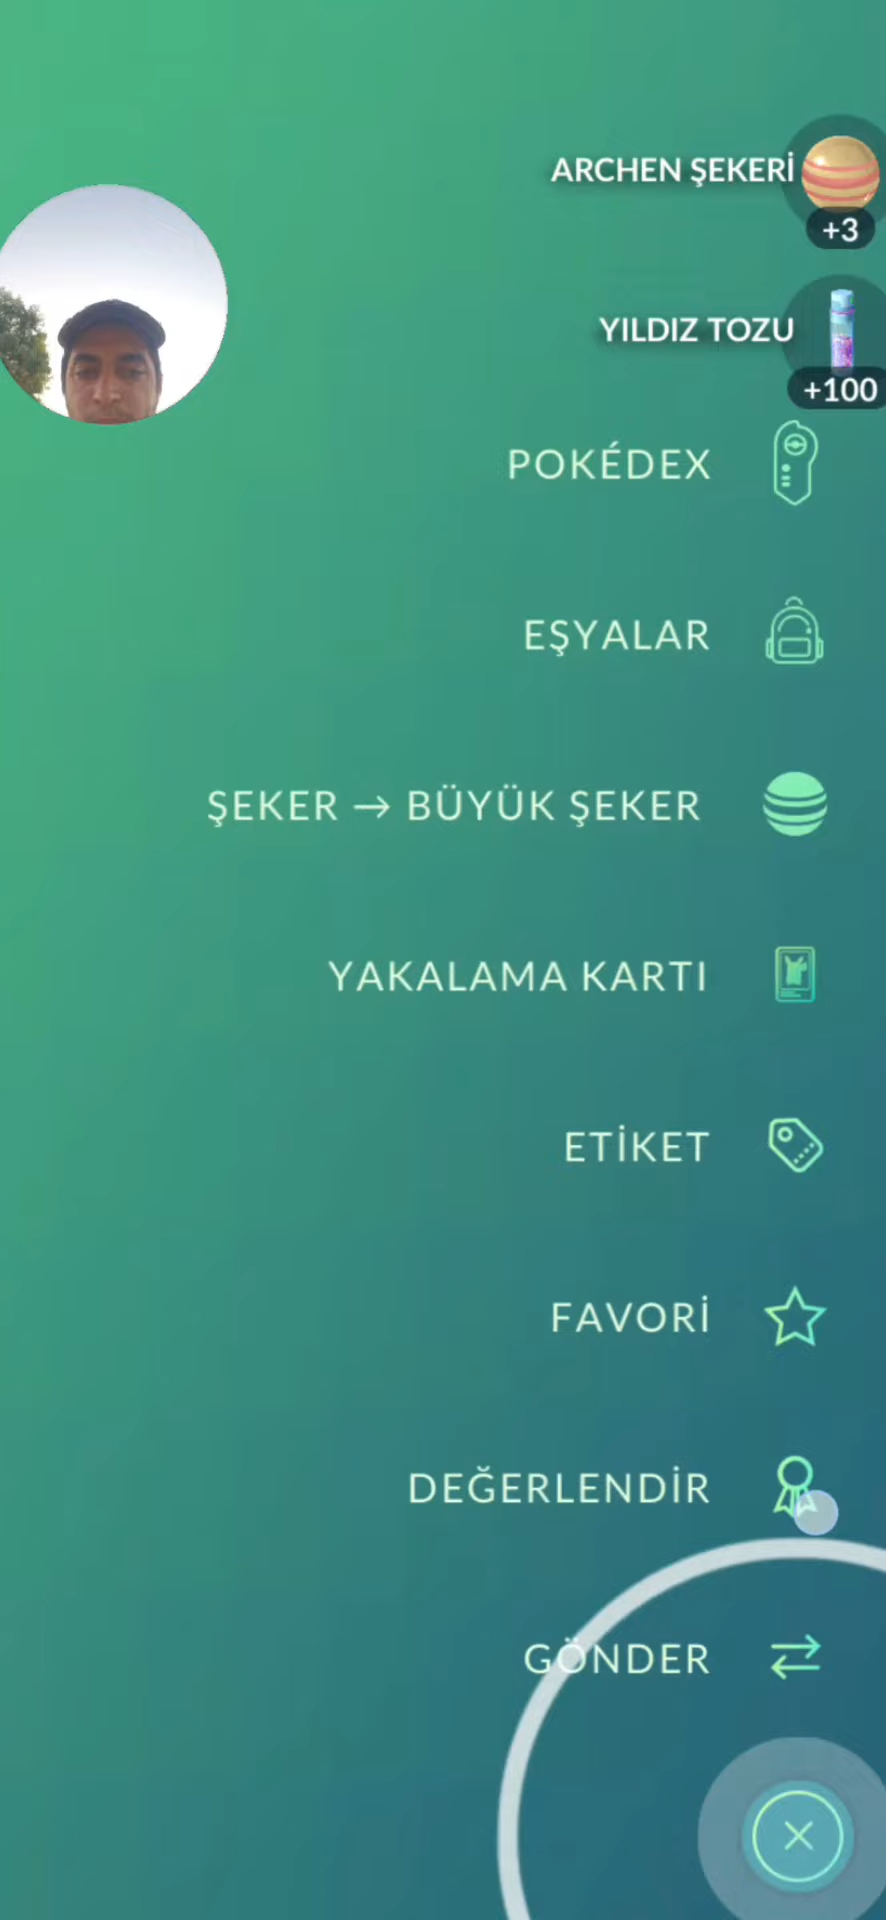 ARCHEN ŞEKERİ
+3
YILDIZ TOZU
+100
POKÉDEX
EŞYALAR
ŞEKER → BÜYÜK ŞEKER
YAKALAMA KARTI
ETİKET
FAVORİ
DEĞERLENDİR
GÖNDER